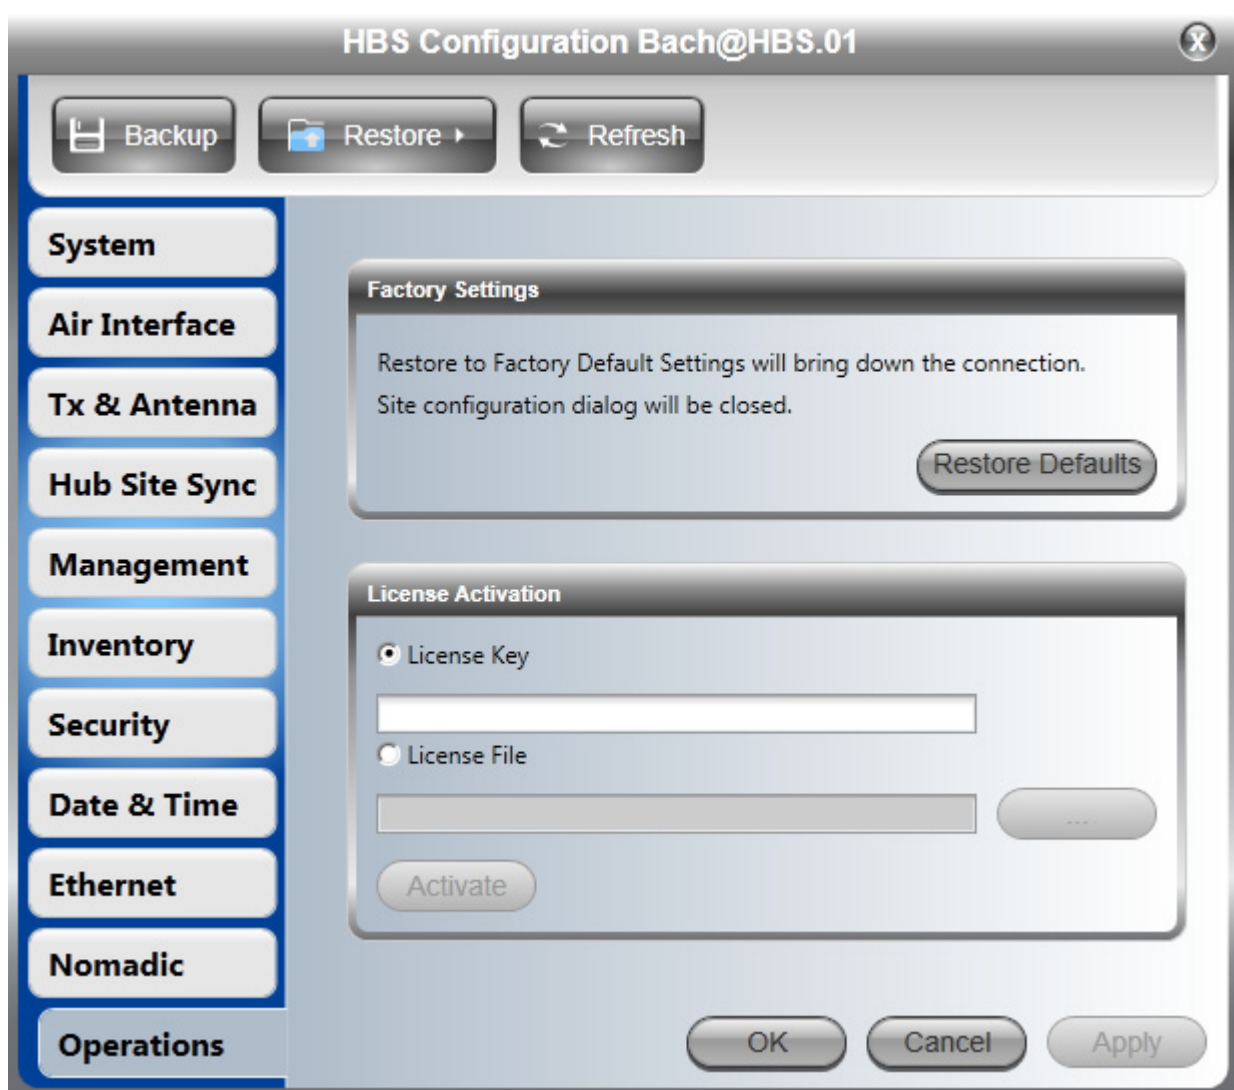 HBS Configuration Bach@HBS.01
X
Backup
Restore
Refresh
System
Air Interface
Tx & Antenna
Hub Site Sync
Management
Inventory
Security
Date & Time
Ethernet
Nomadic
Operations
Factory Settings
Restore to Factory Default Settings will bring down the connection.
Site configuration dialog will be closed.
Restore Defaults
License Activation
License Key
License File
...
Activate
OK
Cancel
Apply